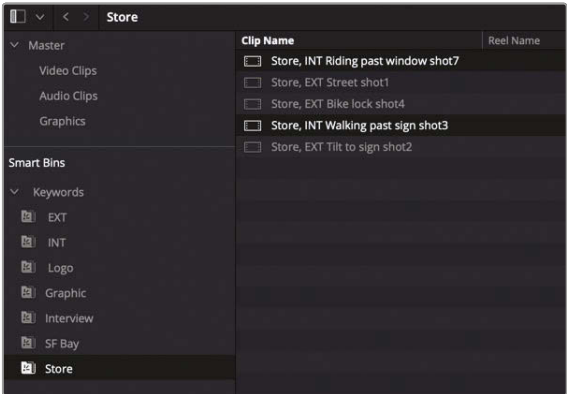 Store
Master
Video Clips
Audio Clips
Graphics
Smart Bins
Keywords
EXT
INT
Logo
Graphic
Interview
SF Bay
Store
Clip Name Reel Name
Store, INT Riding past window shot7
Store, EXT Street shot1
Store, EXT Bike lock shot4
Store, INT Walking past sign shot3
Store, EXT Tilt to sign shot2